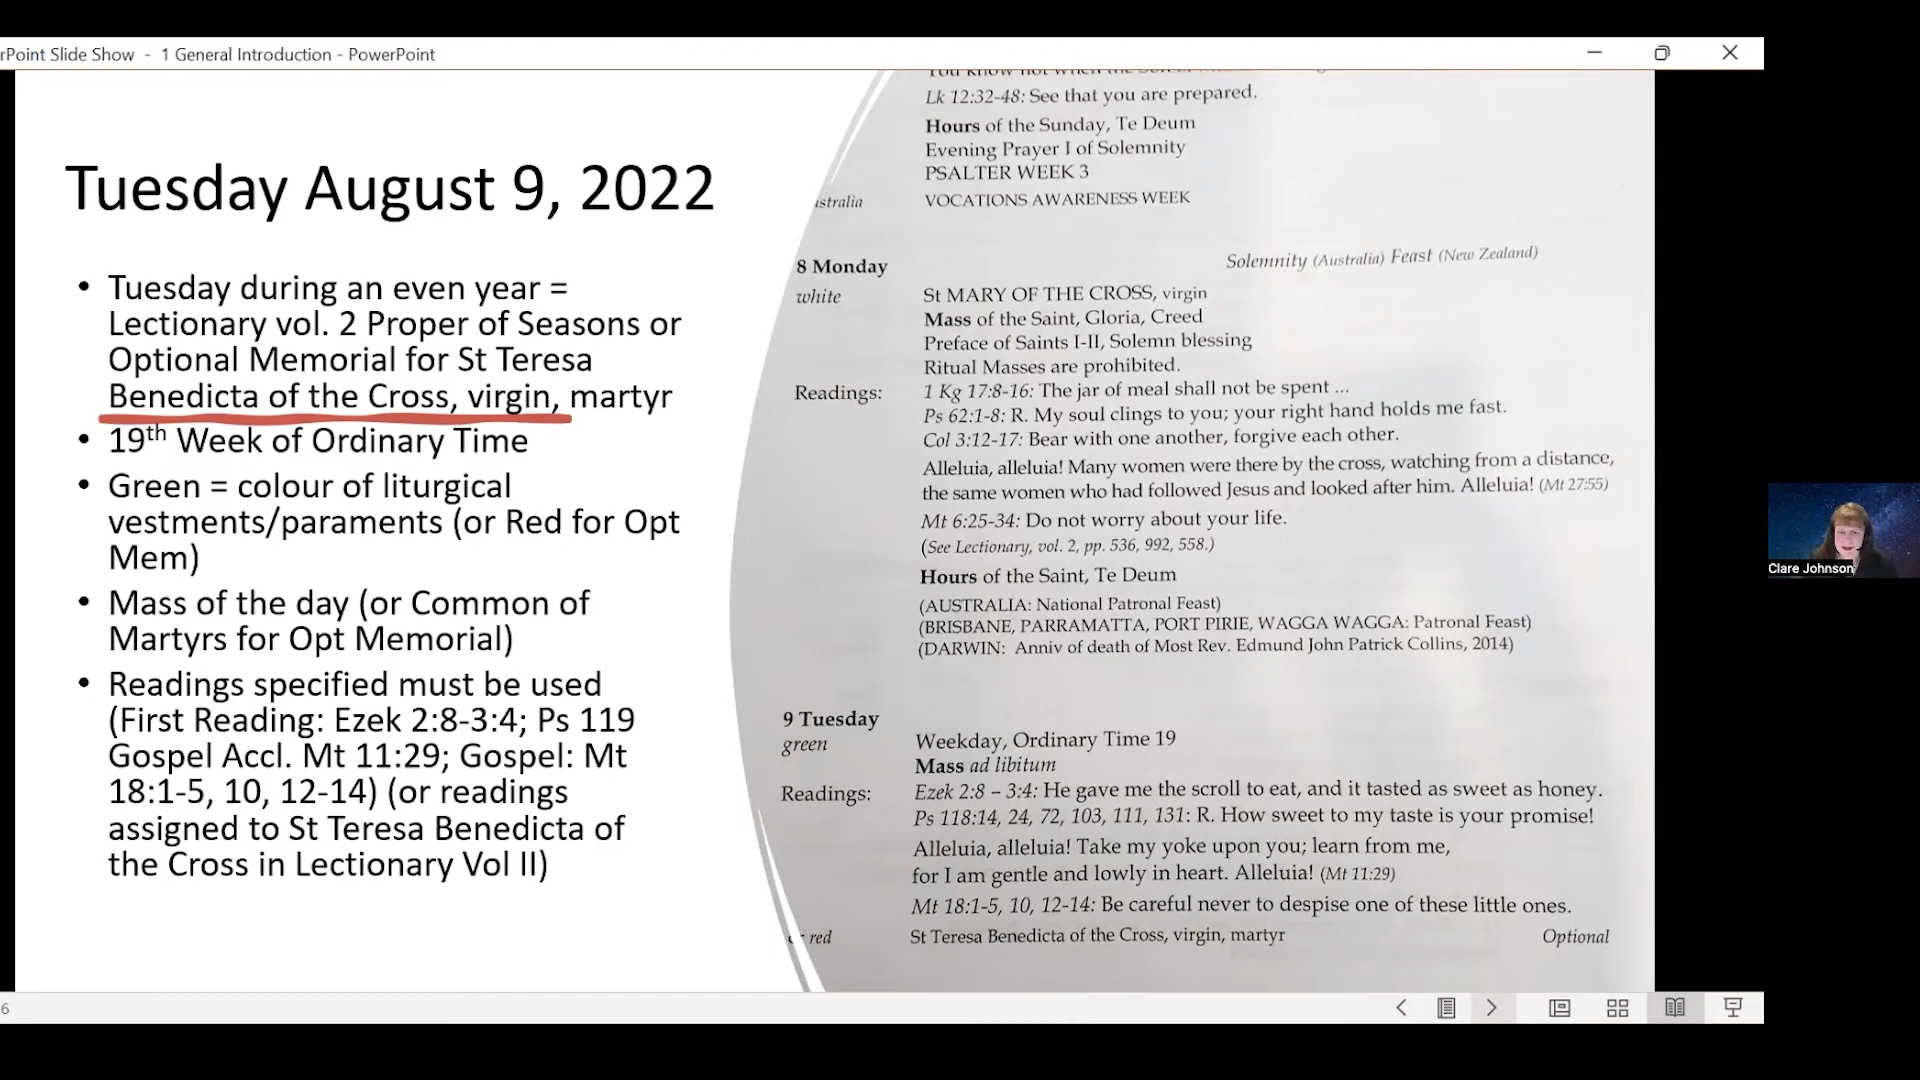 rPoint Slide Show - 1 General Introduction - PowerPoint
Tuesday August 9, 2022
• Tuesday during an even year =
Lectionary vol. 2 Proper of Seasons or
Optional Memorial for St Teresa
Benedicta of the Cross, virgin, martyr
• 19th Week of Ordinary Time
• Green = colour of liturgical
vestments/paraments (or Red for Opt
Mem)
• Mass of the day (or Common of
Martyrs for Opt Memorial)
• Readings specified must be used
(First Reading: Ezek 2:8-3:4; Ps 119
Gospel Accl. Mt 11:29; Gospel: Mt
18:1-5, 10, 12-14) (or readings
assigned to St Teresa Benedicta of
the Cross in Lectionary Vol II)
You know not when the Son of
Lk 12:32-48: See that you are prepared.
Hours of the Sunday, Te Deum
Evening Prayer I of Solemnity
PSALTER WEEK 3
stralia VOCATIONS AWARENESS WEEK
8 Monday Solemnity (Australia) Feast (New Zealand)
white St MARY OF THE CROSS, virgin
Mass of the Saint, Gloria, Creed
Preface of Saints I-II, Solemn blessing
Ritual Masses are prohibited.
Readings: 1 Kg 17:8-16: The jar of meal shall not be spent ...
Ps 62:1-8: R. My soul clings to you; your right hand holds me fast.
Col 3:12-17: Bear with one another, forgive each other.
Alleluia, alleluia! Many women were there by the cross, watching from a distance,
the same women who had followed Jesus and looked after him. Alleluia! (Mt 27:55)
Mt 6:25-34: Do not worry about your life.
(See Lectionary, vol. 2, pp. 536, 992, 558.)
Hours of the Saint, Te Deum
(AUSTRALIA: National Patronal Feast)
(BRISBANE, PARRAMATTA, PORT PIRIE, WAGGA WAGGA: Patronal Feast)
(DARWIN: Anniv of death of Most Rev. Edmund John Patrick Collins, 2014)
9 Tuesday
green Weekday, Ordinary Time 19
Mass ad libitum
Readings: Ezek 2:8 – 3:4: He gave me the scroll to eat, and it tasted as sweet as honey.
Ps 118:14, 24, 72, 103, 111, 131: R. How sweet to my taste is your promise!
Alleluia, alleluia! Take my yoke upon you; learn from me,
for I am gentle and lowly in heart. Alleluia! (Mt 11:29)
Mt 18:1-5, 10, 12-14: Be careful never to despise one of these little ones.
red St Teresa Benedicta of the Cross, virgin, martyr Optional
Clare Johnson
6